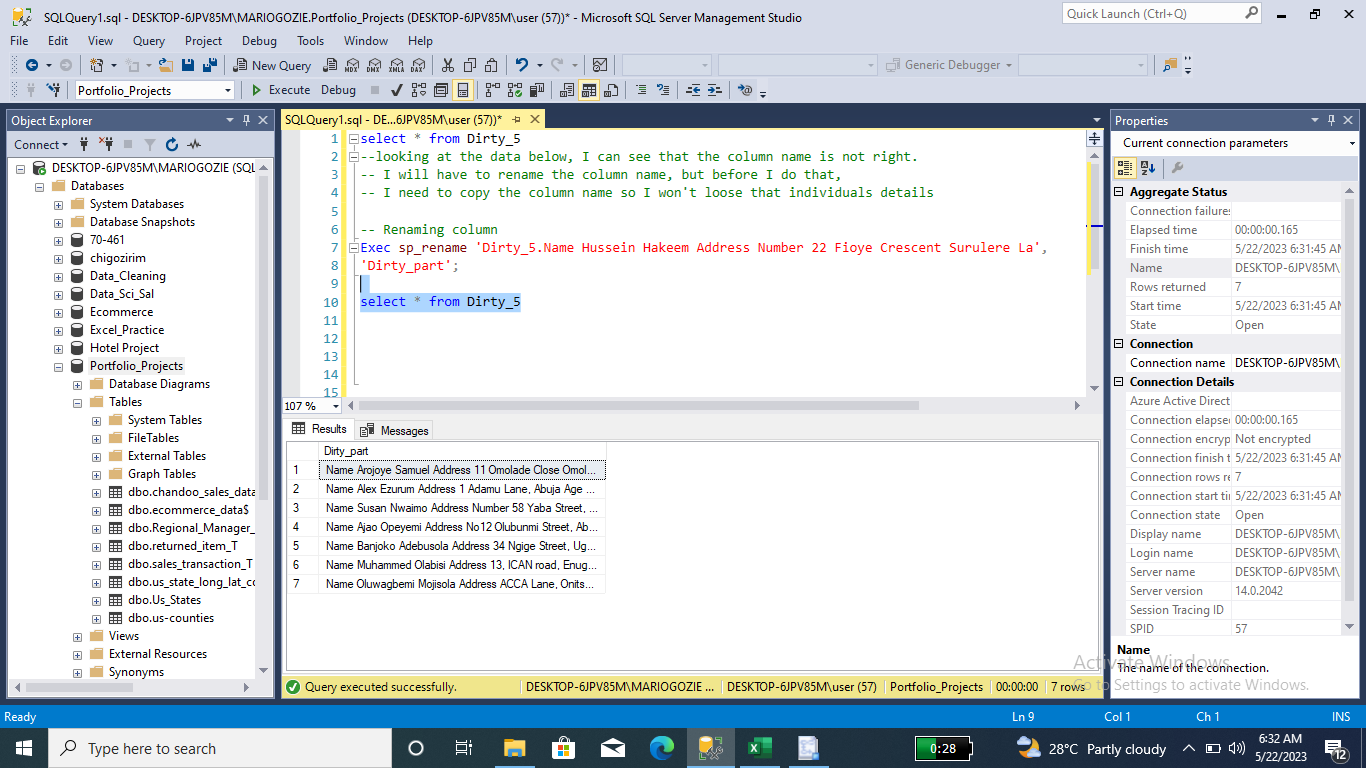 SQLQuery1.sql - DESKTOP-6JPV85M\MARIOGOZIE.Portfolio_Projects (DESKTOP-6JPV85M\user (57))* - Microsoft SQL Server Management Studio
Quick Launch (Ctrl+Q)
File Edit View Query Project Debug Tools Window Help
New Query MDX DMX XMLA DAX Generic Debugger
Portfolio_Projects Execute Debug
Object Explorer
Connect
DESKTOP-6JPV85M\MARIOGOZIE (SQL
Databases
System Databases
Database Snapshots
70-461
chigozirim
Data_Cleaning
Data_Sci_Sal
Ecommerce
Excel_Practice
Hotel Project
Portfolio_Projects
Database Diagrams
Tables
System Tables
FileTables
External Tables
Graph Tables
dbo.chandoo_sales_data
dbo.ecommerce_data$
dbo.Regional_Manager_
dbo.returned_item_T
dbo.sales_transaction_T
dbo.us_state_long_lat_co
dbo.Us_States
dbo.us-counties
Views
External Resources
Synonyms
SQLQuery1.sql - DE...6JPV85M\user (57))*
1 select * from Dirty_5
2 --looking at the data below, I can see that the column name is not right.
3 -- I will have to rename the column name, but before I do that,
4 -- I need to copy the column name so I won't loose that individuals details
5
6 -- Renaming column
7 Exec sp_rename 'Dirty_5.Name Hussein Hakeem Address Number 22 Fioye Crescent Surulere La',
8 'Dirty_part';
9
10 select * from Dirty_5
11
12
13
14
15
107 %
Results Messages
Dirty_part
1 Name Arojoye Samuel Address 11 Omolade Close Omol...
2 Name Alex Ezurum Address 1 Adamu Lane, Abuja Age ...
3 Name Susan Nwaimo Address Number 58 Yaba Street, ...
4 Name Ajao Opeyemi Address No12 Olubunmi Street, Ab...
5 Name Banjoko Adebusola Address 34 Ngige Street, Ug...
6 Name Muhammed Olabisi Address 13, ICAN road, Enug...
7 Name Oluwagbemi Mojisola Address ACCA Lane, Onits...
Query executed successfully. DESKTOP-6JPV85M\MARIOGOZIE ... DESKTOP-6JPV85M\user (57) Portfolio_Projects 00:00:00 7 rows
Properties
Current connection parameters
Aggregate Status
Connection failures
Elapsed time 00:00:00.165
Finish time 5/22/2023 6:31:45 AM
Name DESKTOP-6JPV85M\
Rows returned 7
Start time 5/22/2023 6:31:45 AM
State Open
Connection
Connection name DESKTOP-6JPV85M\
Connection Details
Azure Active Direct
Connection elapse 00:00:00.165
Connection encryp Not encrypted
Connection finish t 5/22/2023 6:31:45 AM
Connection rows re 7
Connection start ti 5/22/2023 6:31:45 AM
Connection state Open
Display name DESKTOP-6JPV85M\
Login name DESKTOP-6JPV85M\
Server name DESKTOP-6JPV85M\
Server version 14.0.2042
Session Tracing ID
SPID 57
Name
The name of the connection.
Activate Windows
Go to Settings to activate Windows.
Ready Ln 9 Col 1 Ch 1 INS
Type here to search
0:28
28°C Partly cloudy
6:32 AM
5/22/2023
12